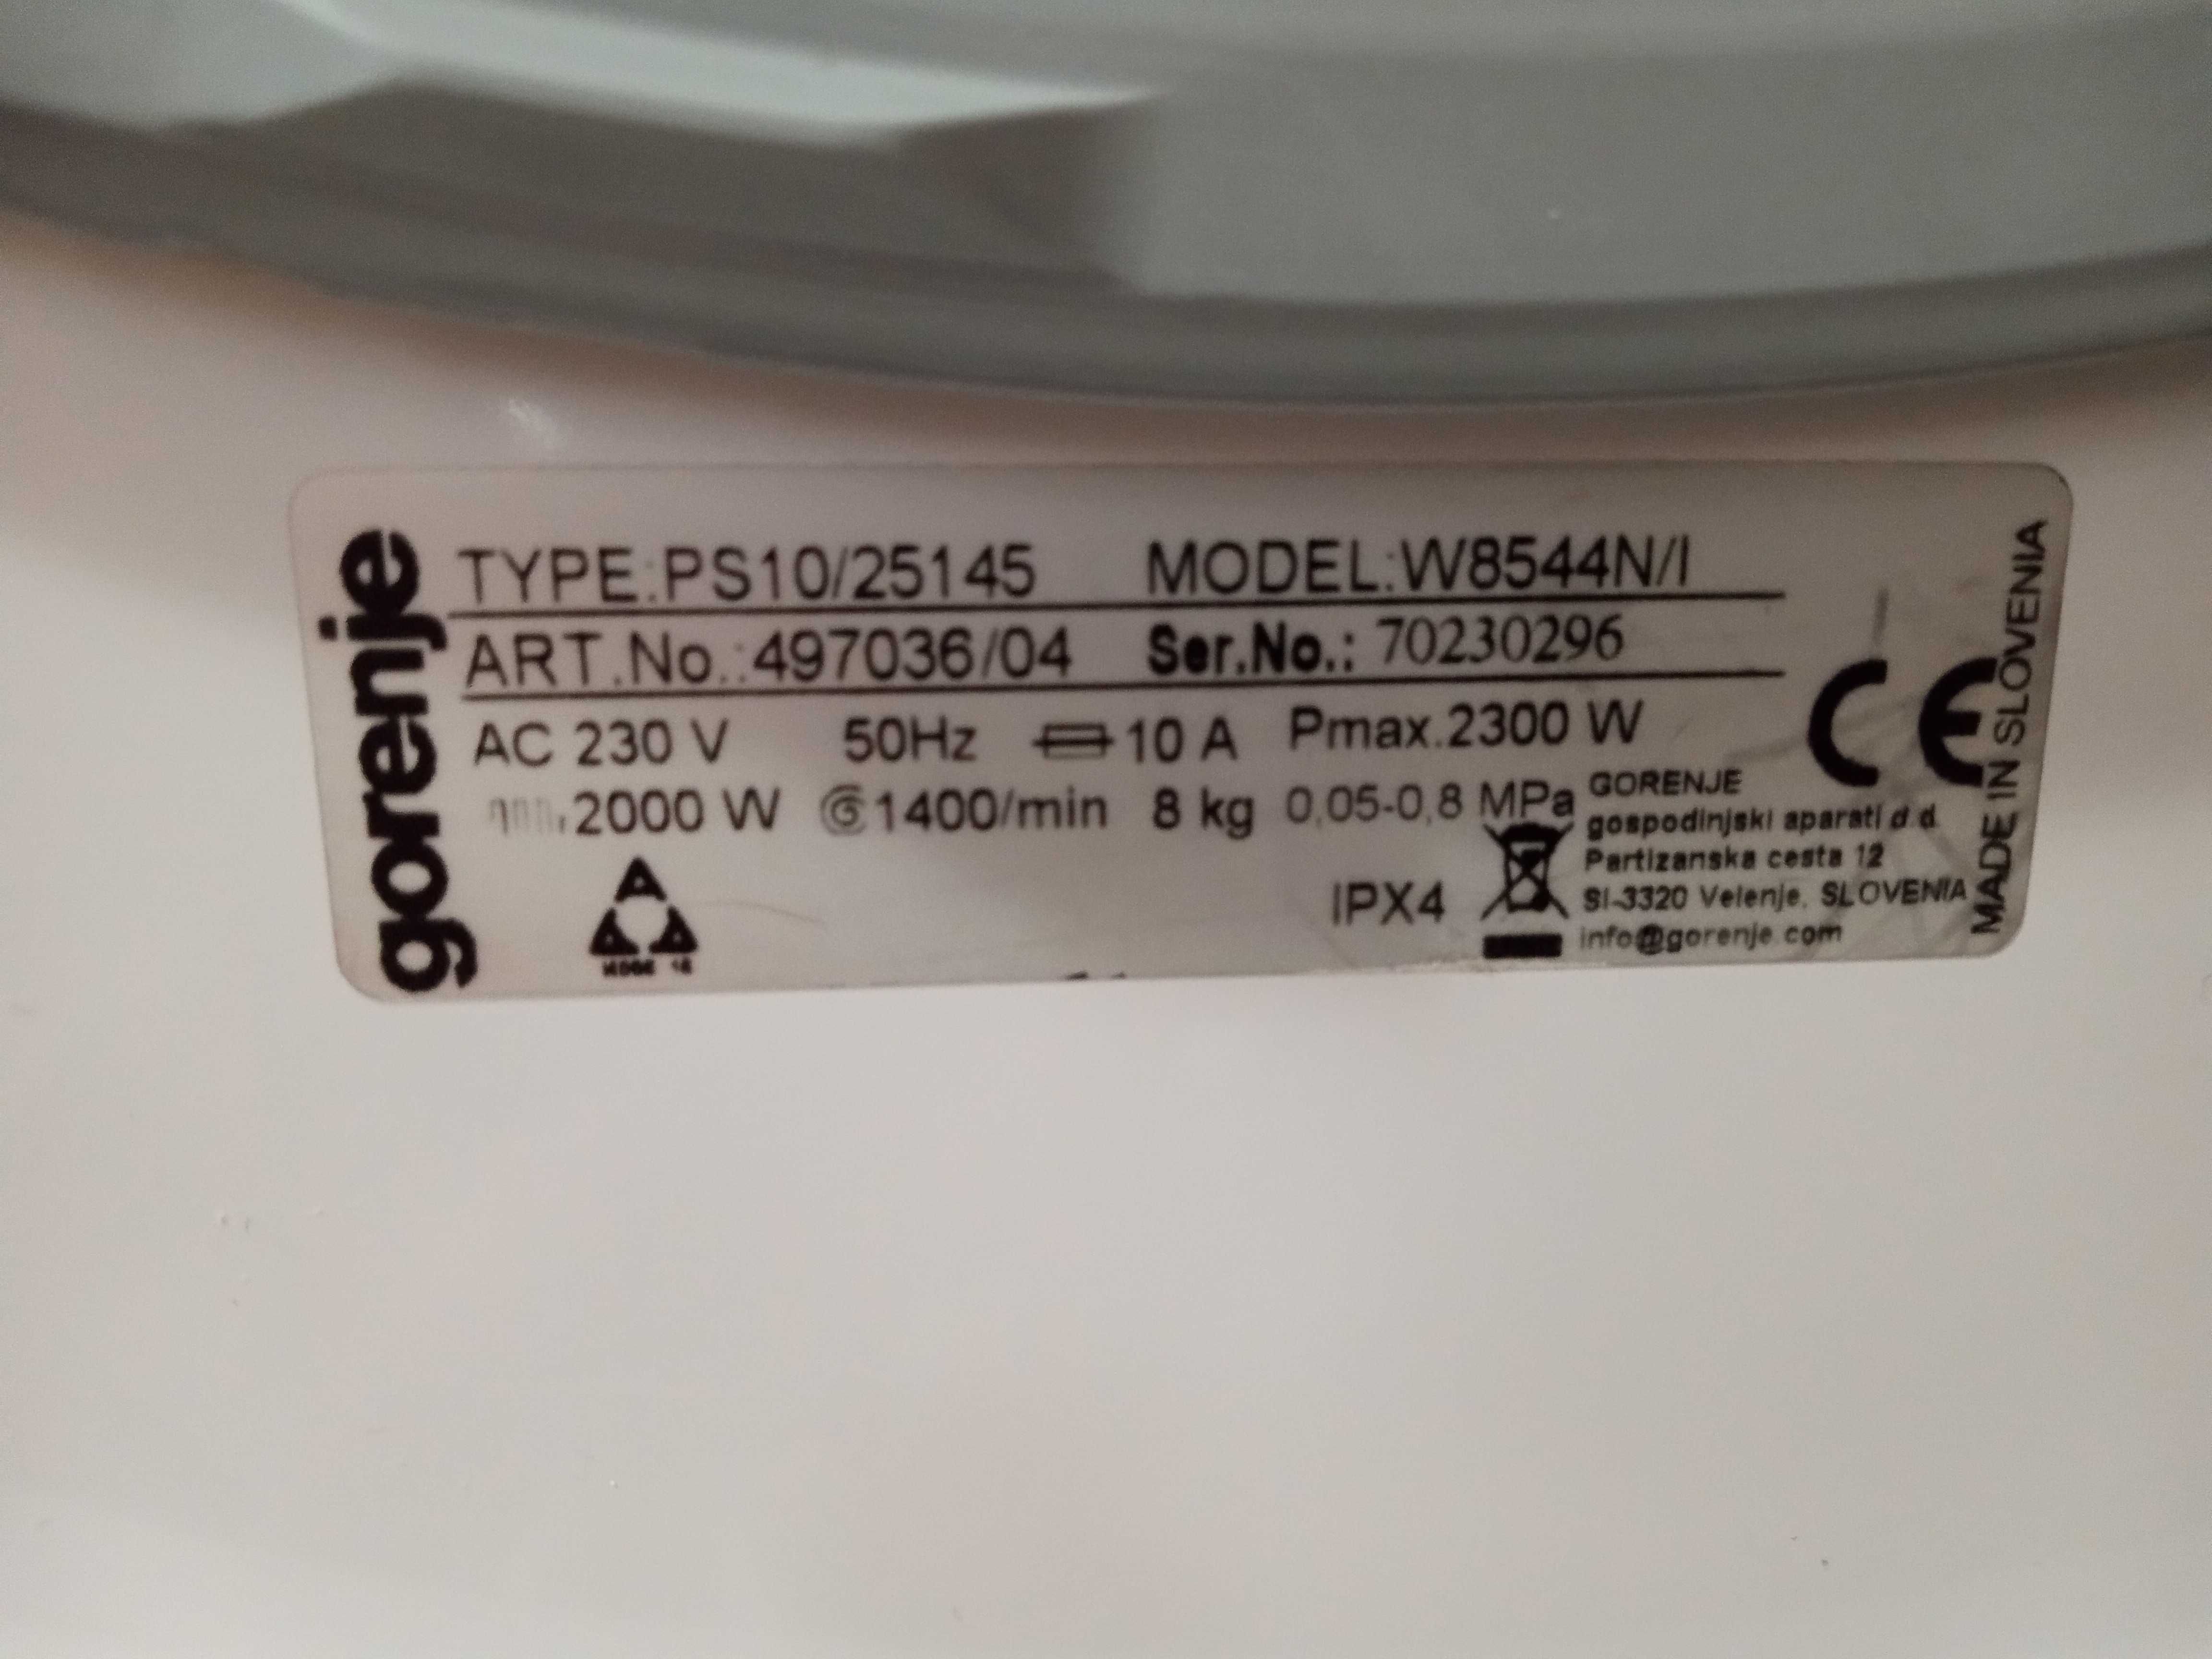 gorenje
TYPE:PS10/25145 MODEL:W8544N/I
ART.No.:497036/04 Ser.No.: 70230296
AC 230 V 50Hz 10 A Pmax.2300 W
2000 W 1400/min 8 kg 0,05-0,8 MPa
IPX4
GORENJE
gospodinjski aparati d.d.
Partizanska cesta 12
SI-3320 Velenje, SLOVENIA
info@gorenje.com
CE
MADE IN SLOVENIA